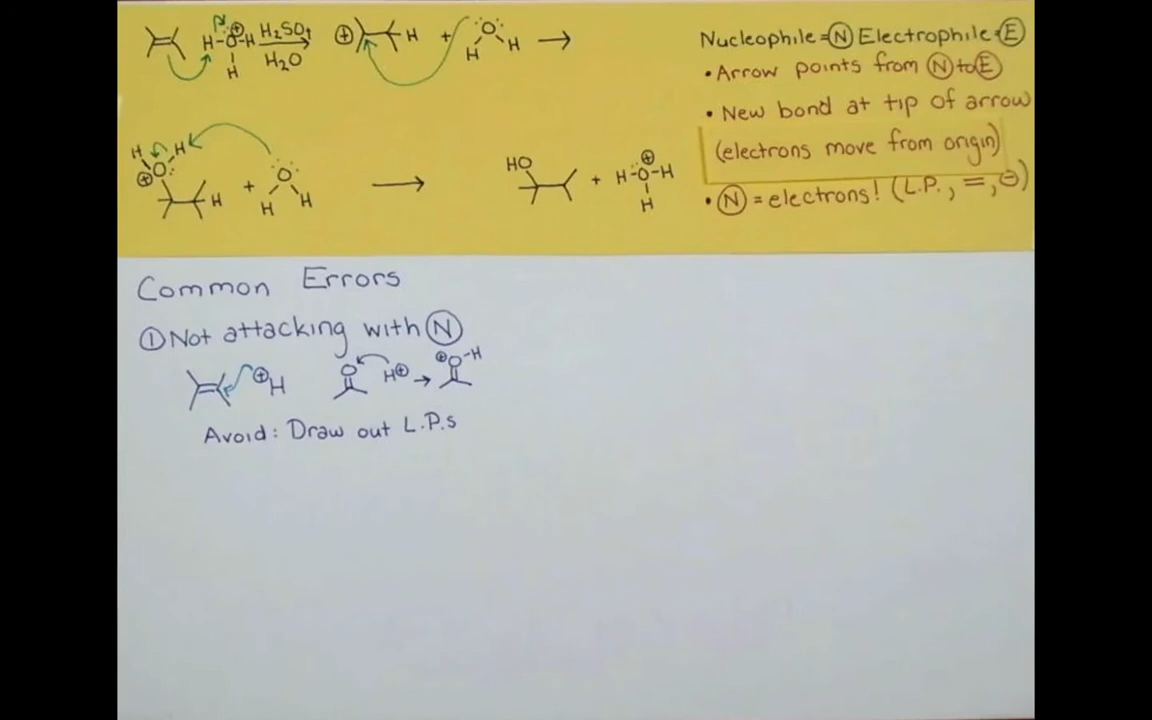 H-O-H H₂SO₄ ⊕ H + :O:
H H₂O H H
H H :O:
⊕ O: + H H
H
HO + H-O-H ⊕
H
Nucleophile = Ⓝ Electrophile = Ⓔ
• Arrow points from Ⓝ to Ⓔ
• New bond at tip of arrow
(electrons move from origin)
• Ⓝ = electrons! (L.P., =, ⊖)
Common Errors
① Not attacking with Ⓝ
⊕H O H⊕ → ⊕O-H
Avoid: Draw out L.P.s